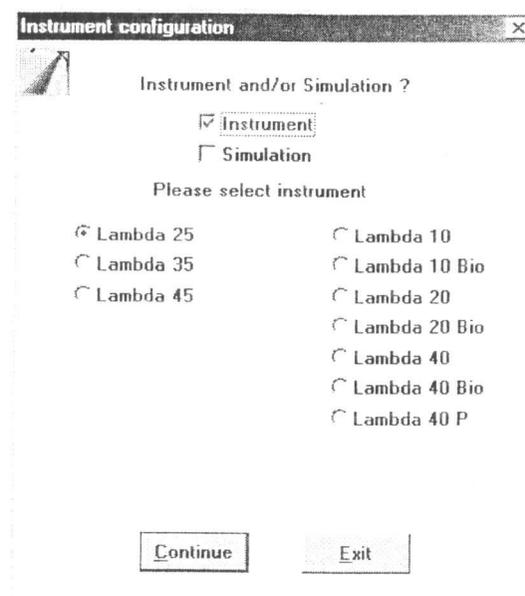 Instrument configuration
Instrument and/or Simulation ?
Instrument
Simulation
Please select instrument
Lambda 25
Lambda 35
Lambda 45
Lambda 10
Lambda 10 Bio
Lambda 20
Lambda 20 Bio
Lambda 40
Lambda 40 Bio
Lambda 40 P
Continue
Exit